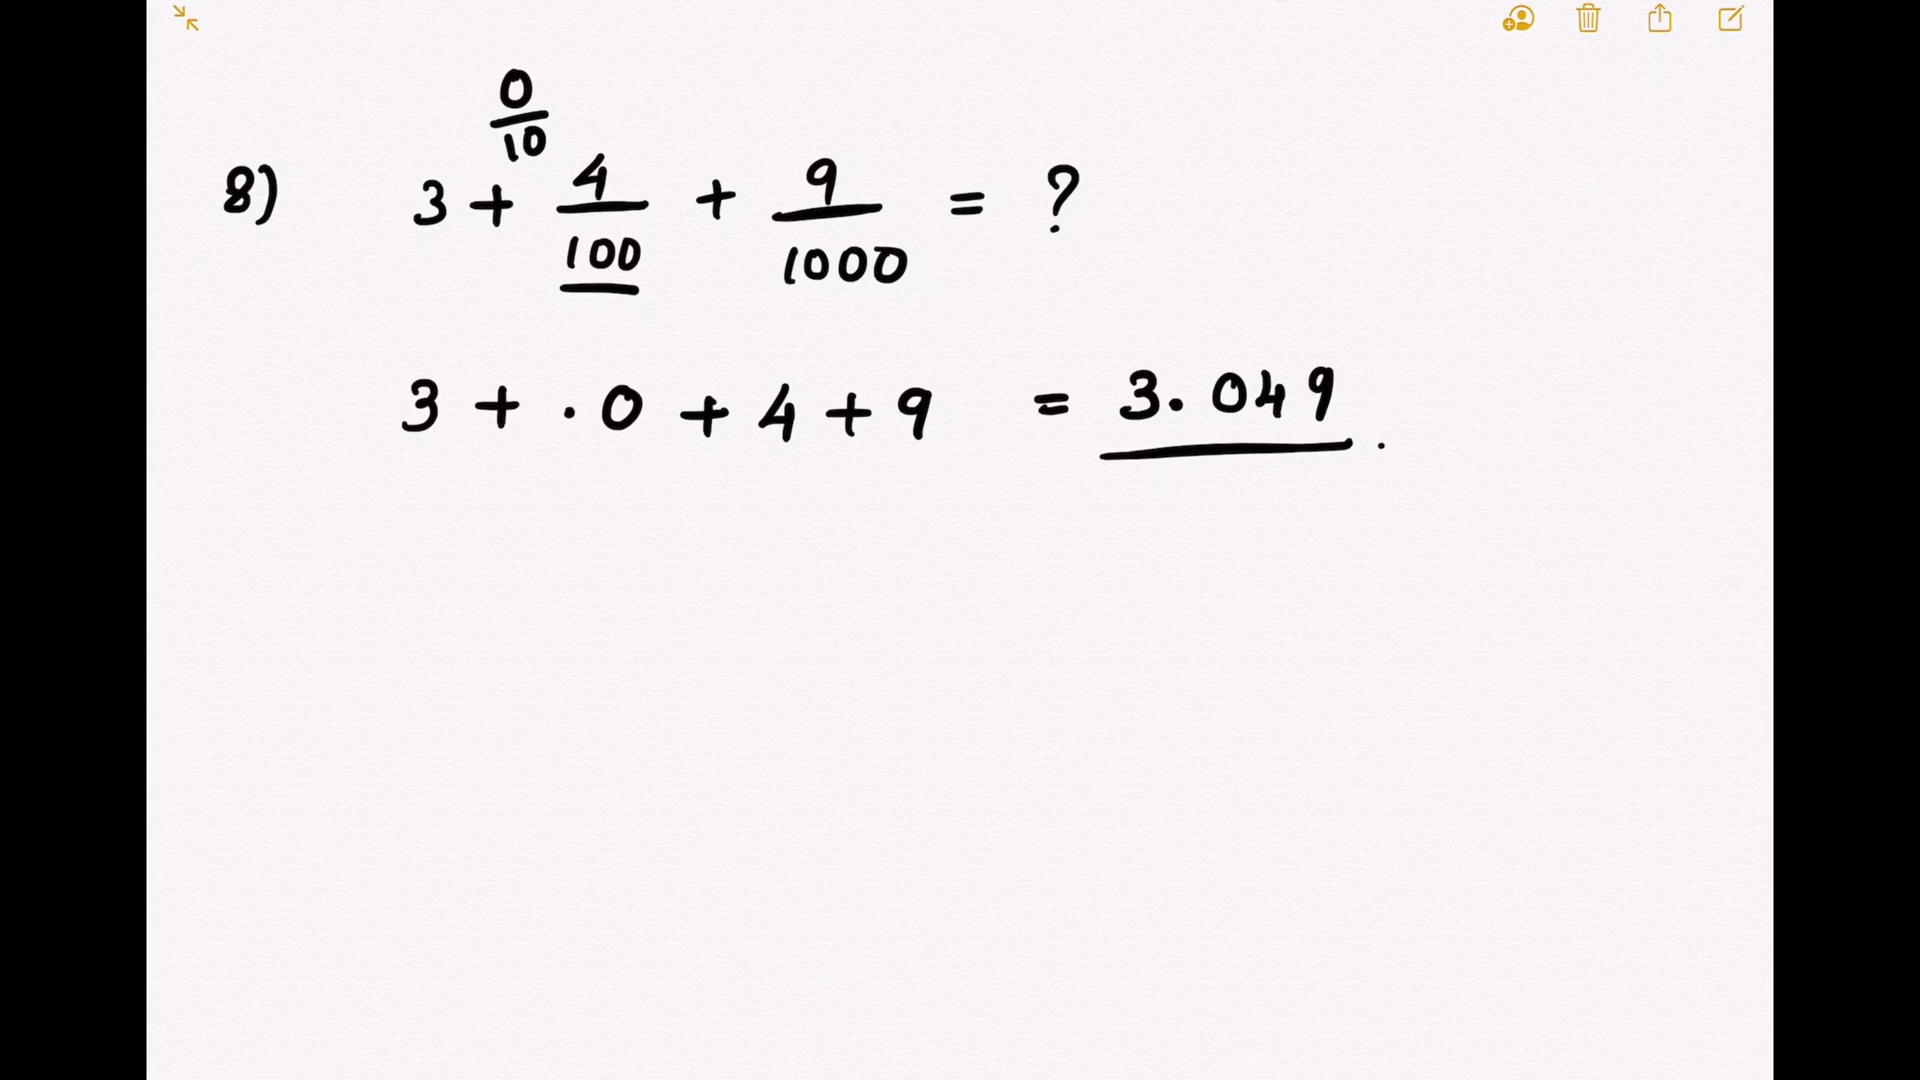 0/10
8) 3 + 4/100 + 9/1000 = ?
3 + .0 + 4 + 9 = 3.049.